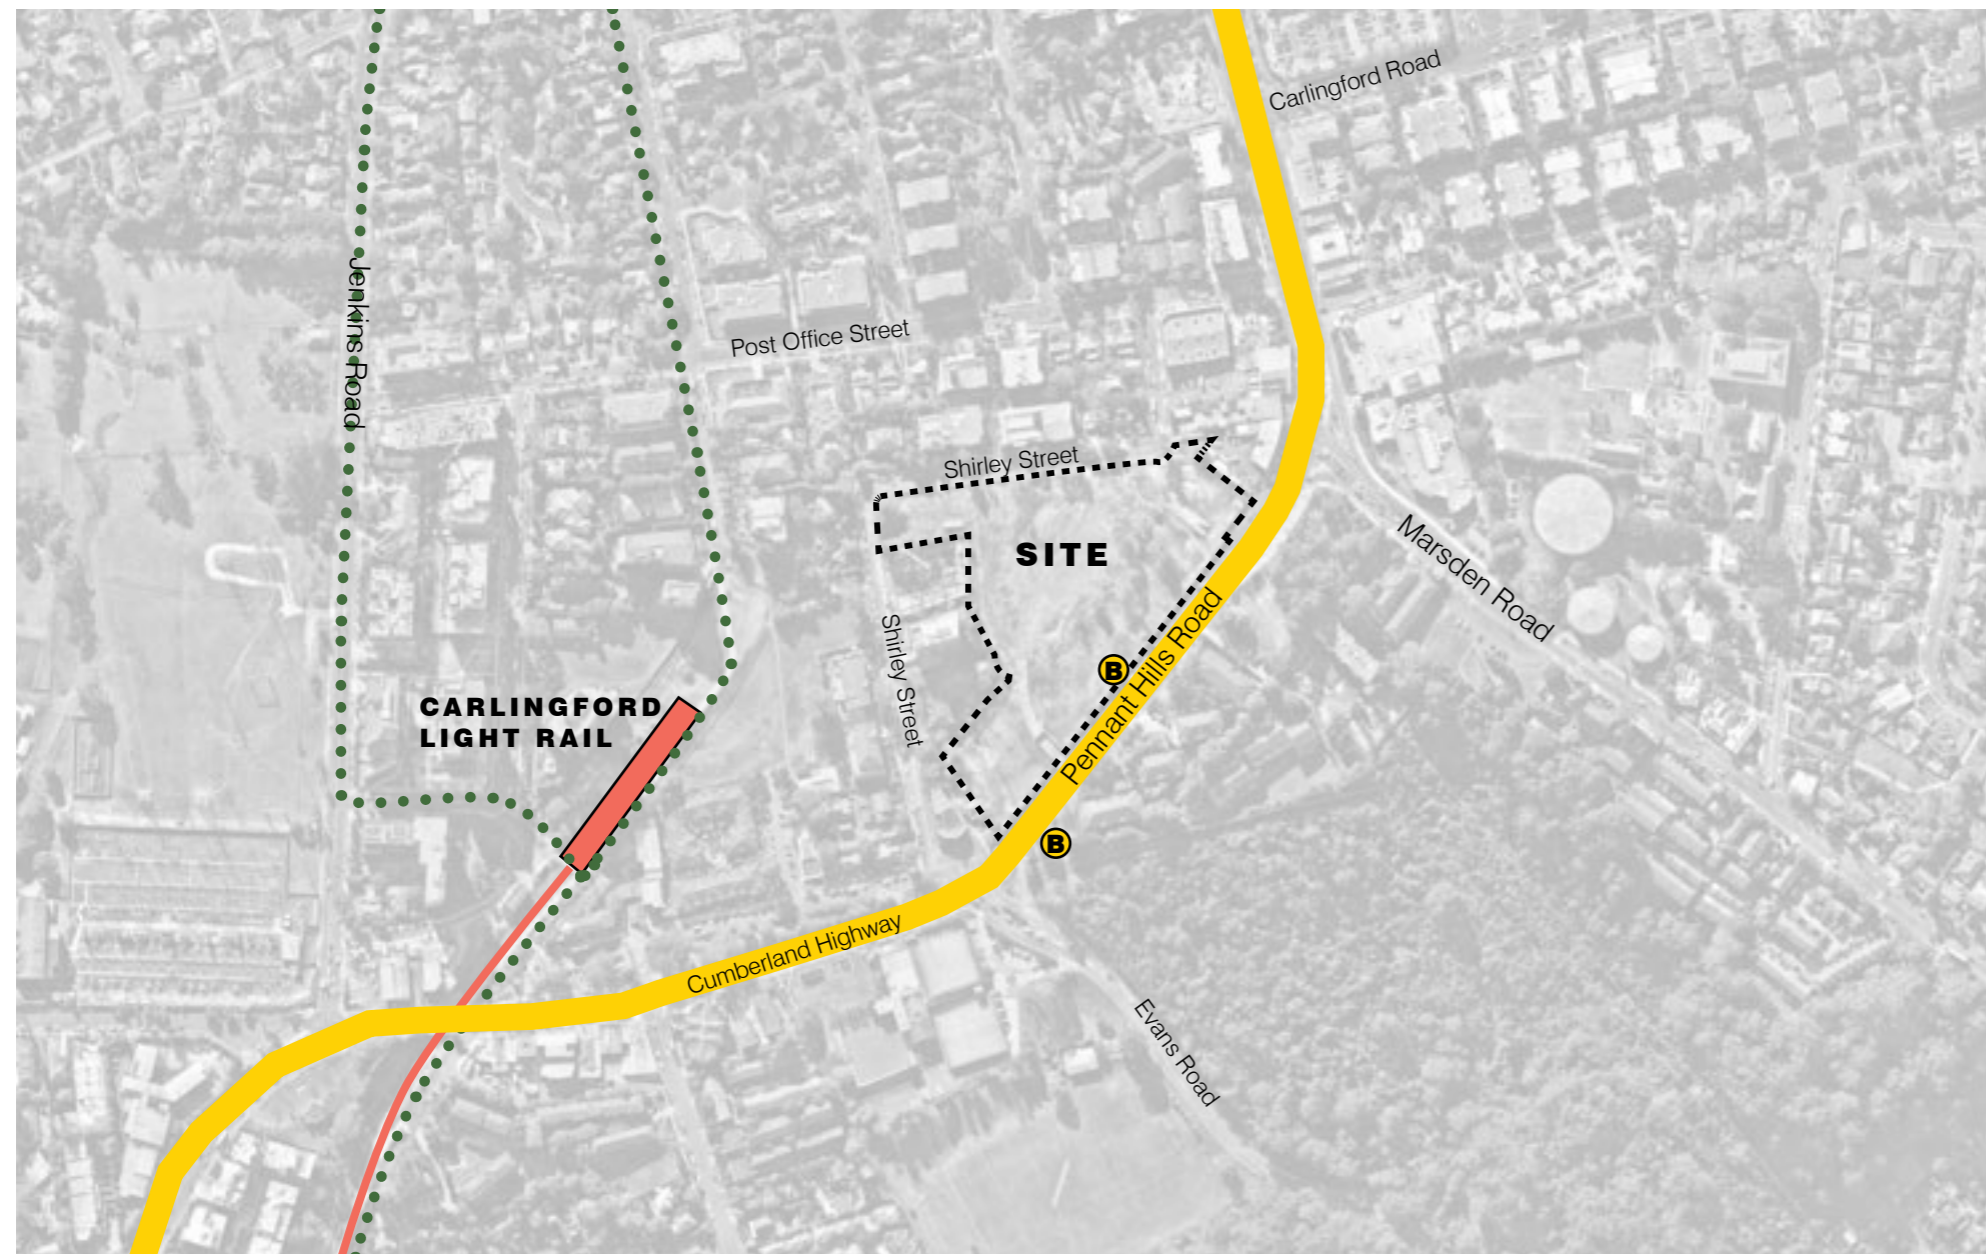 Carlingford Road
Jenkins Road
Post Office Street
Shirley Street
SITE
Marsden Road
Shirley Street
Pennant Hills Road
B
CARLINGFORD
LIGHT RAIL
B
Cumberland Highway
Evans Road